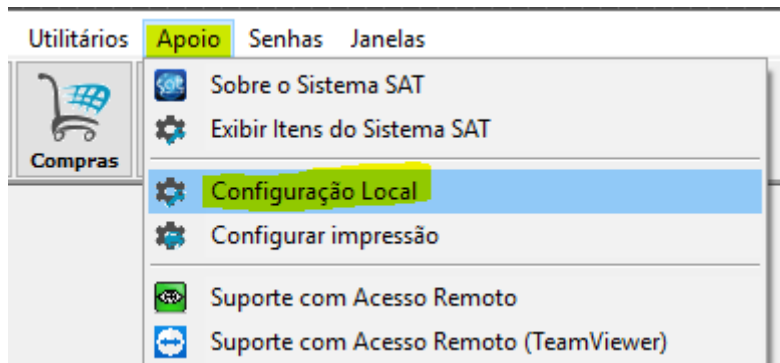 Utilitários Apoio Senhas Janelas
Compras
Sobre o Sistema SAT
Exibir Itens do Sistema SAT
Configuração Local
Configurar impressão
Suporte com Acesso Remoto
Suporte com Acesso Remoto (TeamViewer)